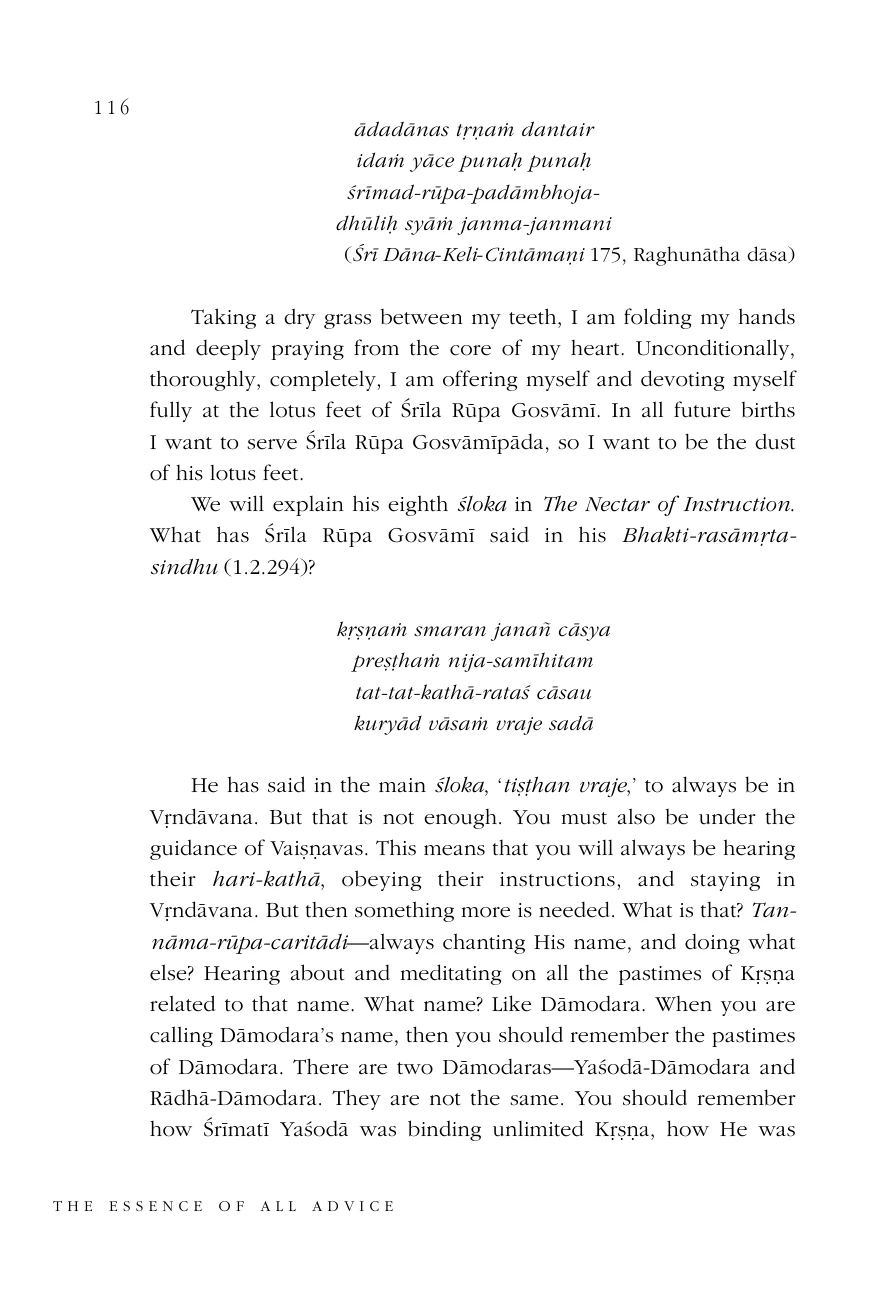 116
ādadānas tṛṇaṁ dantair
idaṁ yāce punaḥ punaḥ
śrīmad-rūpa-padāmbhoja-
dhūliḥ syāṁ janma-janmani
(Śrī Dāna-Keli-Cintāmaṇi 175, Raghunātha dāsa)
Taking a dry grass between my teeth, I am folding my hands
and deeply praying from the core of my heart. Unconditionally,
thoroughly, completely, I am offering myself and devoting myself
fully at the lotus feet of Śrīla Rūpa Gosvāmī. In all future births
I want to serve Śrīla Rūpa Gosvāmīpāda, so I want to be the dust
of his lotus feet.
We will explain his eighth śloka in The Nectar of Instruction.
What has Śrīla Rūpa Gosvāmī said in his Bhakti-rasāmṛta-
sindhu (1.2.294)?
kṛṣṇaṁ smaran janañ cāsya
preṣṭhaṁ nija-samīhitam
tat-tat-kathā-rataś cāsau
kuryād vāsaṁ vraje sadā
He has said in the main śloka, ‘tiṣṭhan vraje,’ to always be in
Vṛndāvana. But that is not enough. You must also be under the
guidance of Vaiṣṇavas. This means that you will always be hearing
their hari-kathā, obeying their instructions, and staying in
Vṛndāvana. But then something more is needed. What is that? Tan-
nāma-rūpa-caritādi—always chanting His name, and doing what
else? Hearing about and meditating on all the pastimes of Kṛṣṇa
related to that name. What name? Like Dāmodara. When you are
calling Dāmodara’s name, then you should remember the pastimes
of Dāmodara. There are two Dāmodaras—Yaśodā-Dāmodara and
Rādhā-Dāmodara. They are not the same. You should remember
how Śrīmatī Yaśodā was binding unlimited Kṛṣṇa, how He was
THE ESSENCE OF ALL ADVICE